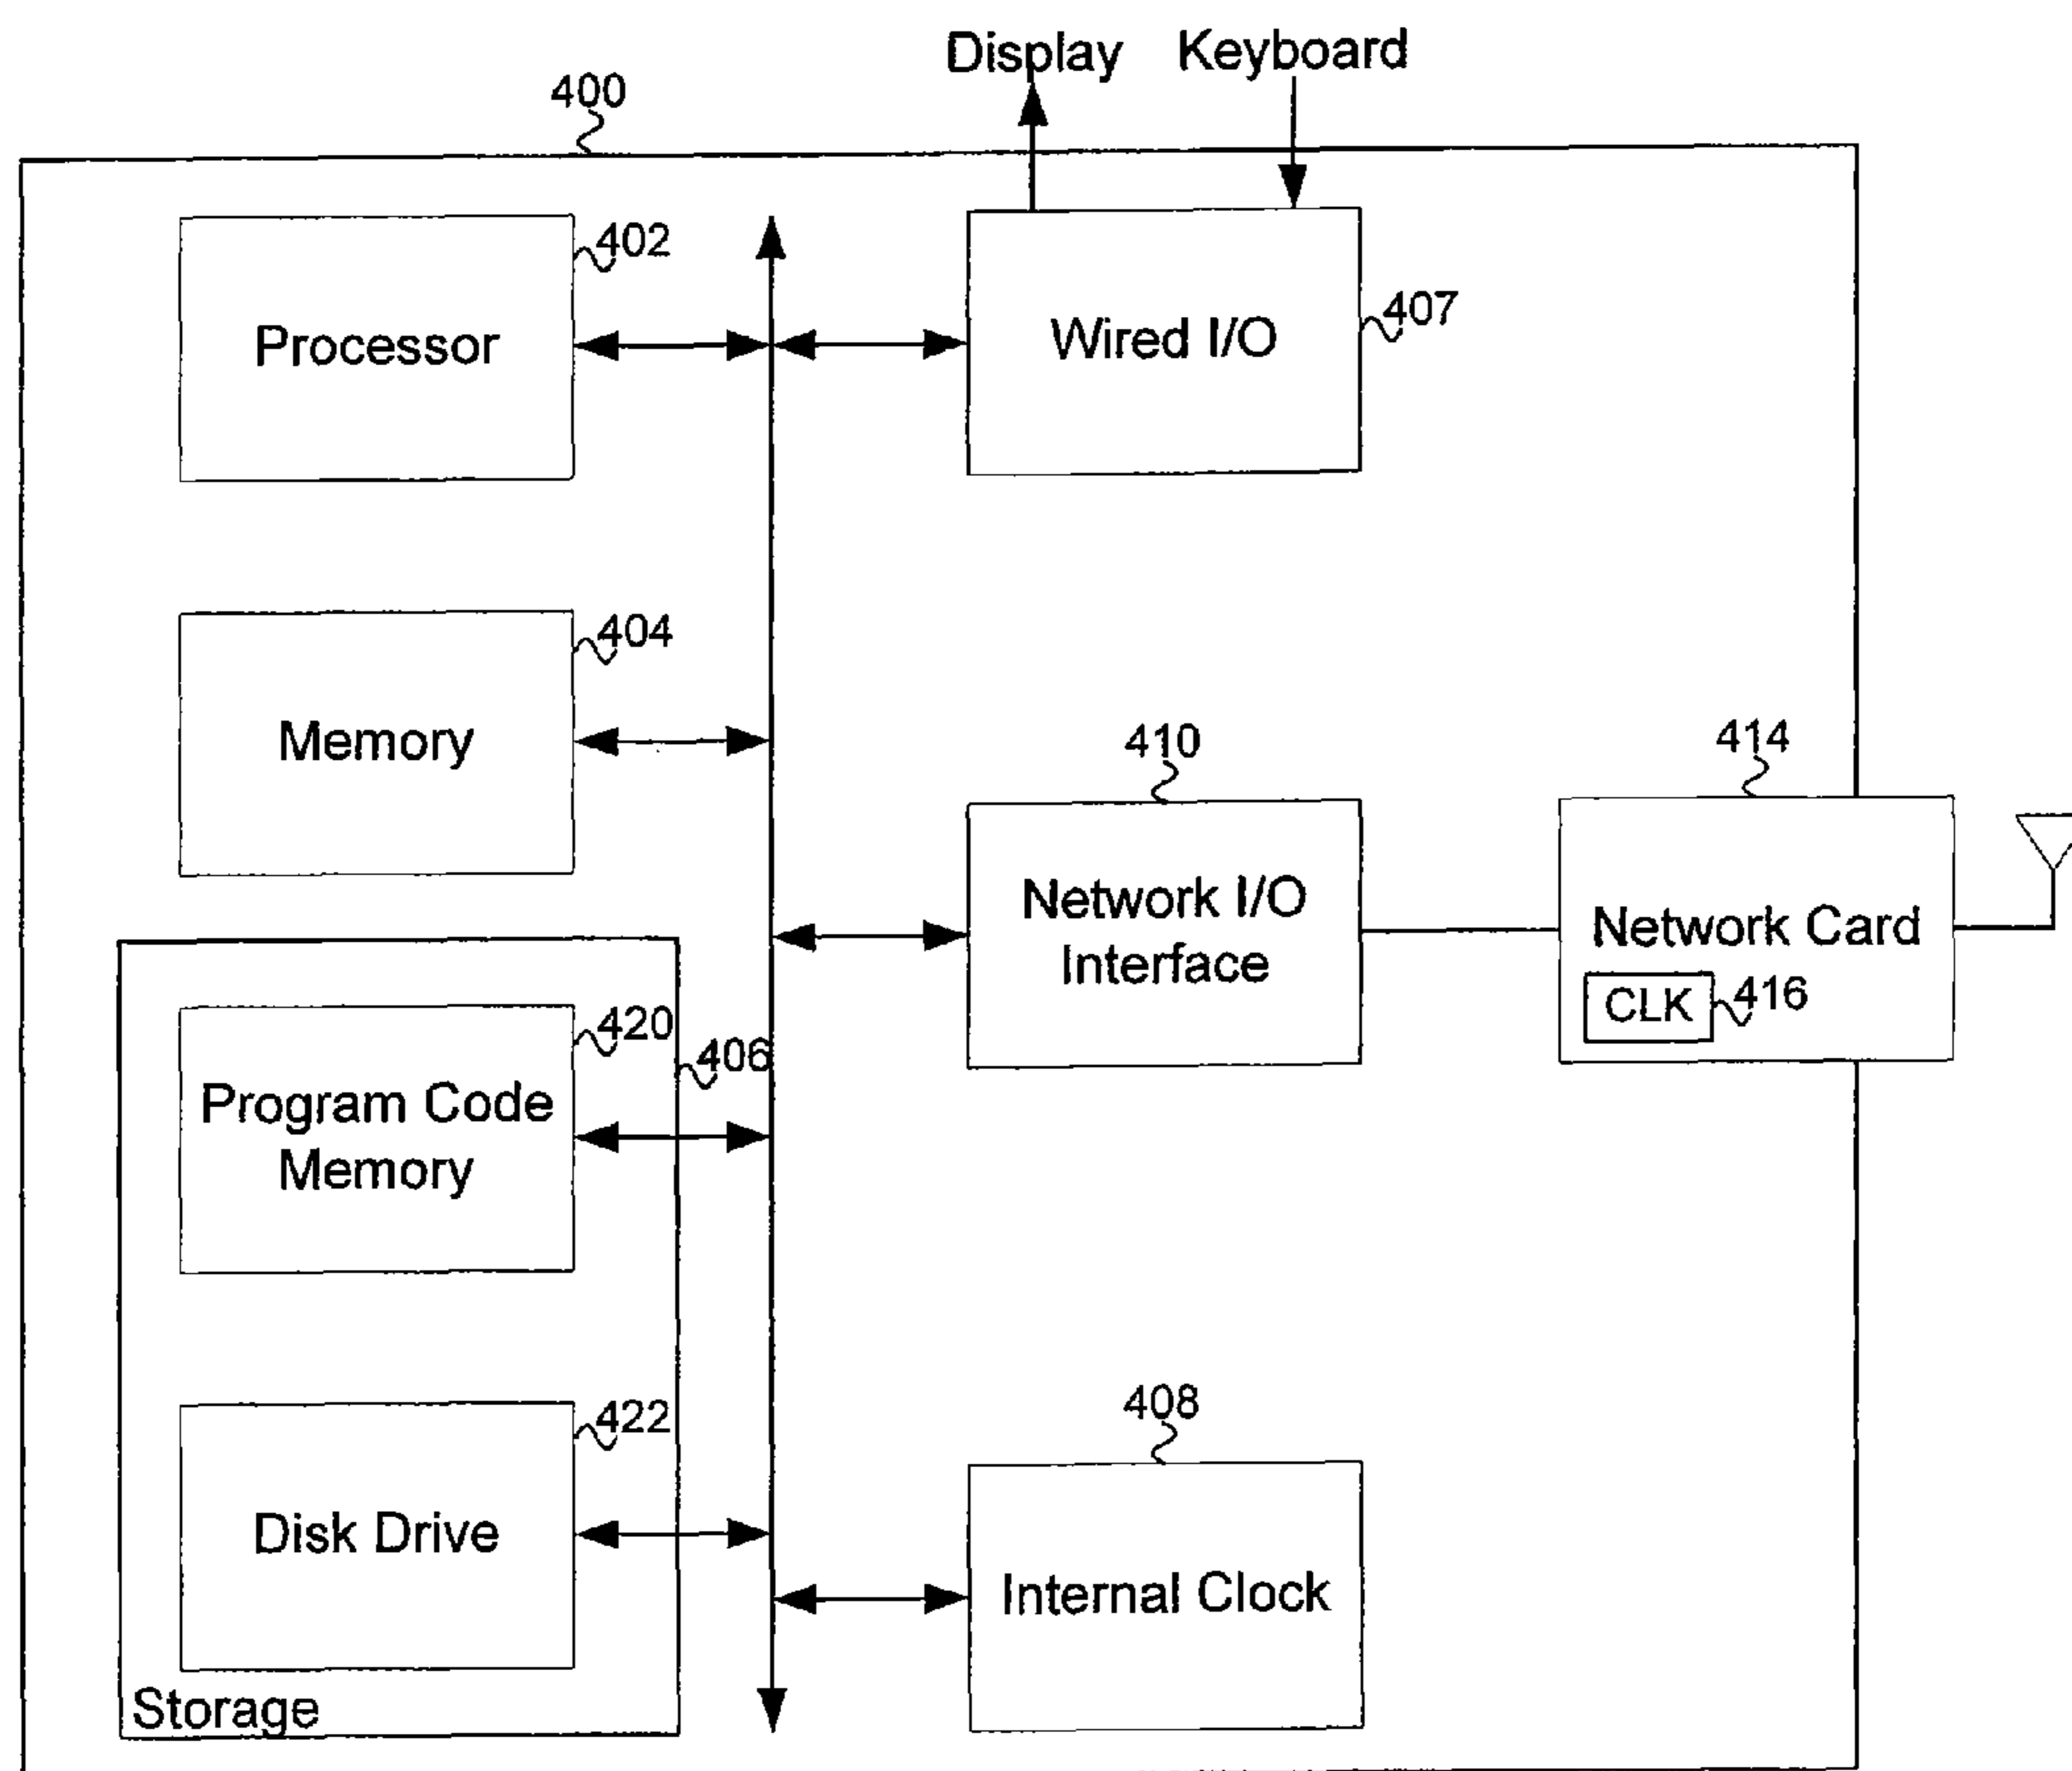 Display Keyboard
400
402
Processor
407
Wired I/O
404
Memory
410
Network I/O
Interface
414
Network Card
CLK 416
420
406
Program Code
Memory
422
Disk Drive
Storage
408
Internal Clock